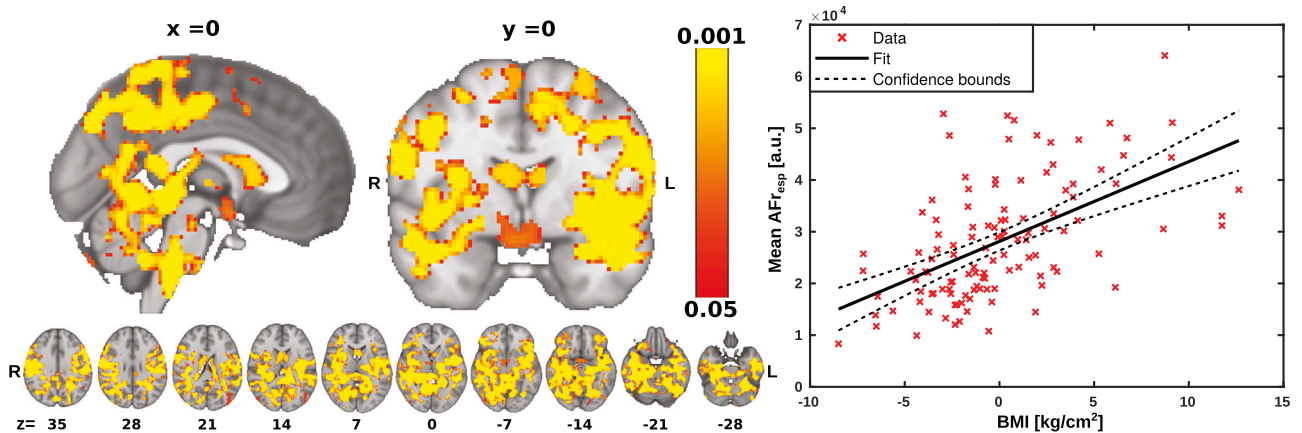 x =0
y =0
0.001
0.05
R
L
R
L
z= 35 28 21 14 7 0 -7 -14 -21 -28
×10⁴
7
6
5
4
3
2
1
0
Mean AFr_esp [a.u.]
Data
Fit
Confidence bounds
-10 -5 0 5 10 15
BMI [kg/cm²]